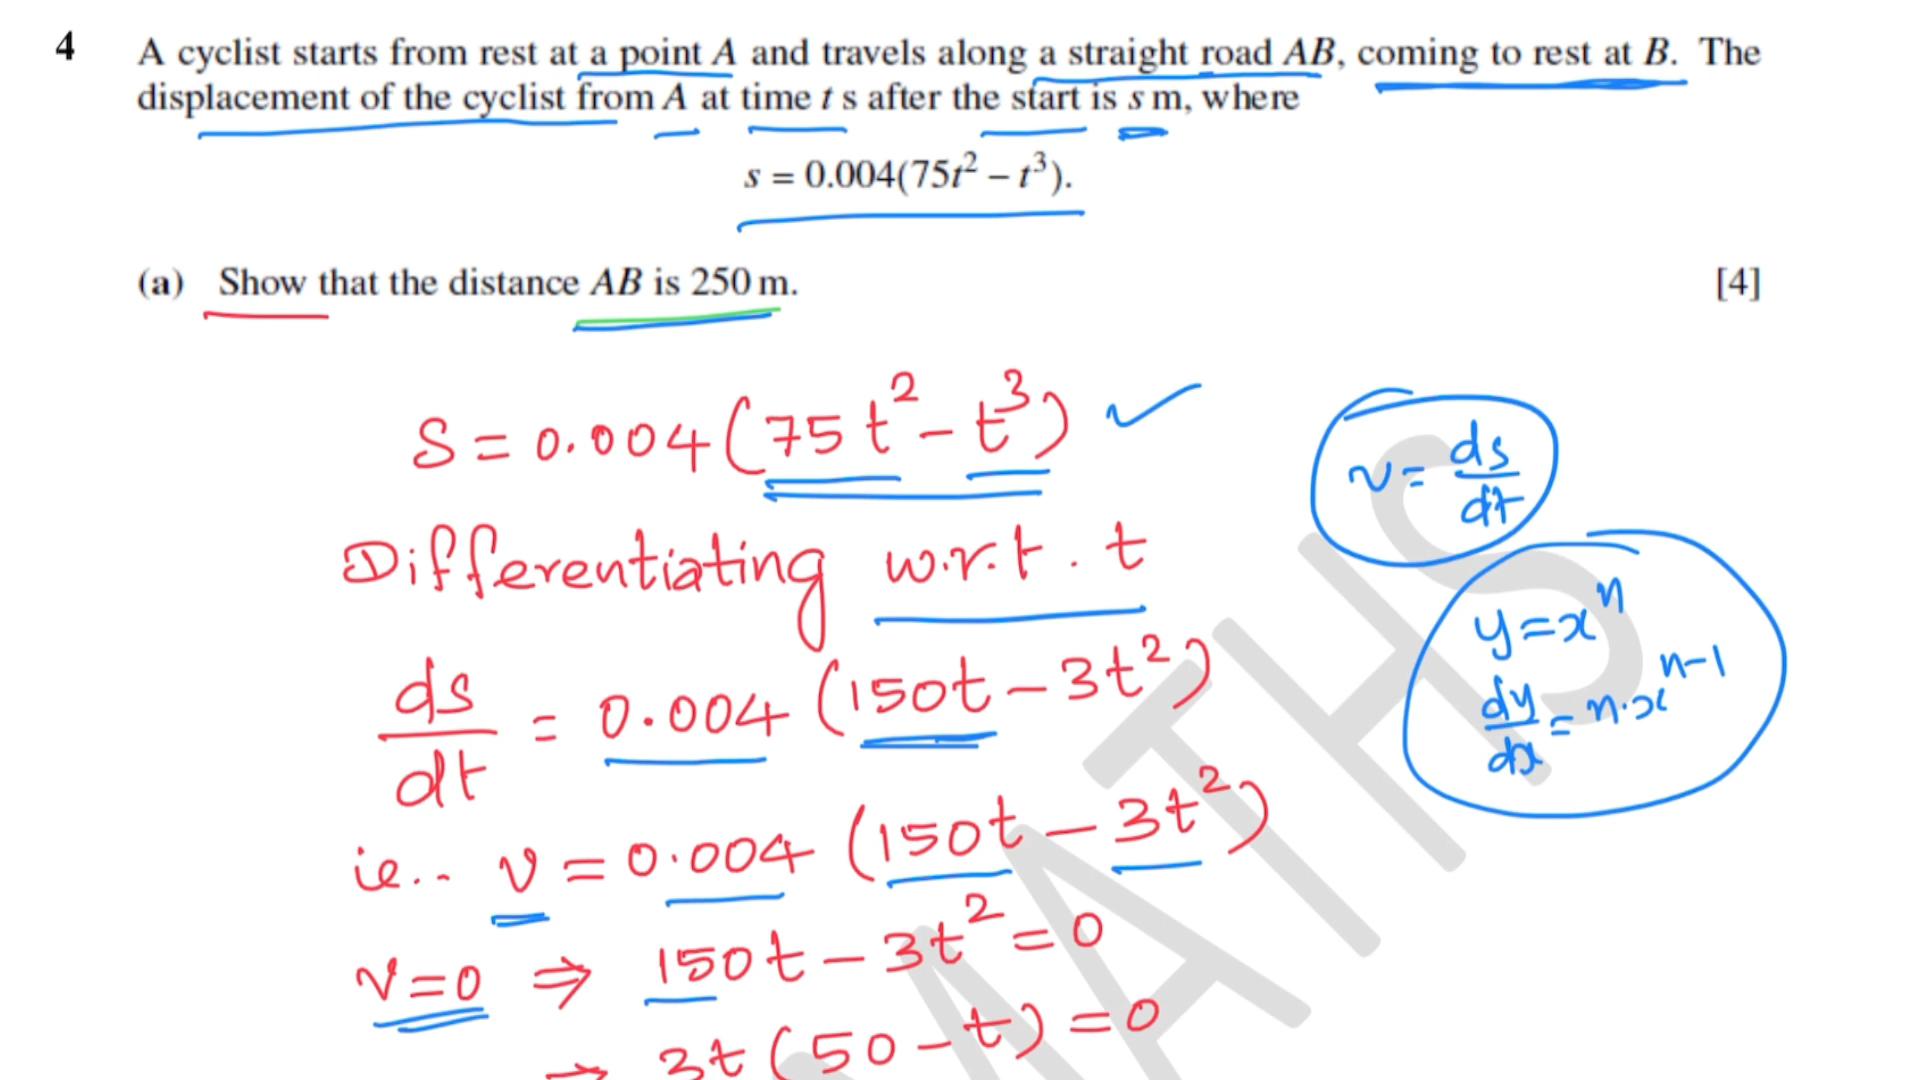 4 A cyclist starts from rest at a point A and travels along a straight road AB, coming to rest at B. The
displacement of the cyclist from A at time t s after the start is s m, where
s = 0.004(75t² – t³).
(a) Show that the distance AB is 250 m. [4]
S = 0.004(75t² – t³) ✓
v = ds/dt
Differentiating w.r.t. t
y = xⁿ
dy/dx = n·xⁿ⁻¹
ds/dt = 0.004 (150t – 3t²)
ie.. v = 0.004 (150t – 3t²)
v=0 ⇒ 150t – 3t² = 0
⇒ 3t (50 – t) = 0
MATHS